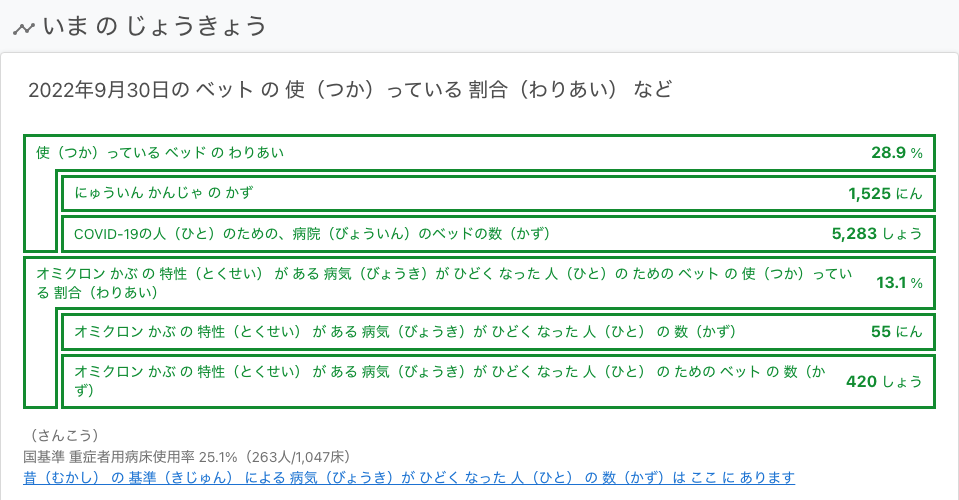 いま の じょうきょう
2022年9月30日の ベット の 使（つか）っている 割合（わりあい） など
使（つか）っている ベッド の わりあい
28.9 %
にゅういん かんじゃ の かず
1,525 にん
COVID-19の人（ひと）のための、病院（びょういん）のベッドの数（かず）
5,283 しょう
オミクロン かぶ の 特性（とくせい） が ある 病気（びょうき）が ひどく なった 人（ひと）の ための ベット の 使（つか）ってい
る 割合（わりあい）
13.1 %
オミクロン かぶ の 特性（とくせい） が ある 病気（びょうき）が ひどく なった 人（ひと） の 数（かず）
55 にん
オミクロン かぶ の 特性（とくせい） が ある 病気（びょうき）が ひどく なった 人（ひと） の ための ベット の 数（か
ず）
420 しょう
（さんこう）
国基準 重症者用病床使用率 25.1%（263人/1,047床）
昔（むかし） の 基準（きじゅん） による 病気（びょうき）が ひどく なった 人（ひと） の 数（かず）は ここ に あります